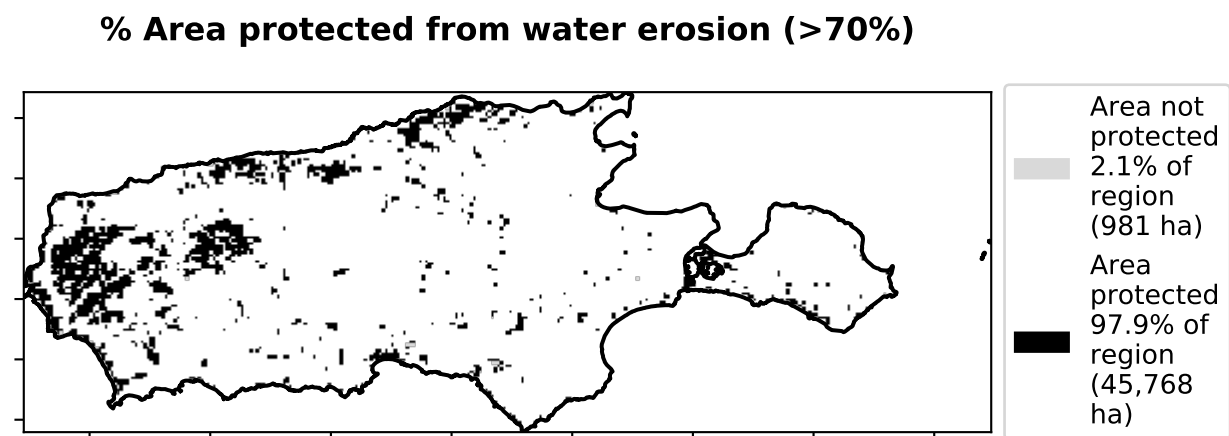 % Area protected from water erosion (>70%)
Area not
protected
2.1% of
region
(981 ha)
Area
protected
97.9% of
region
(45,768
ha)